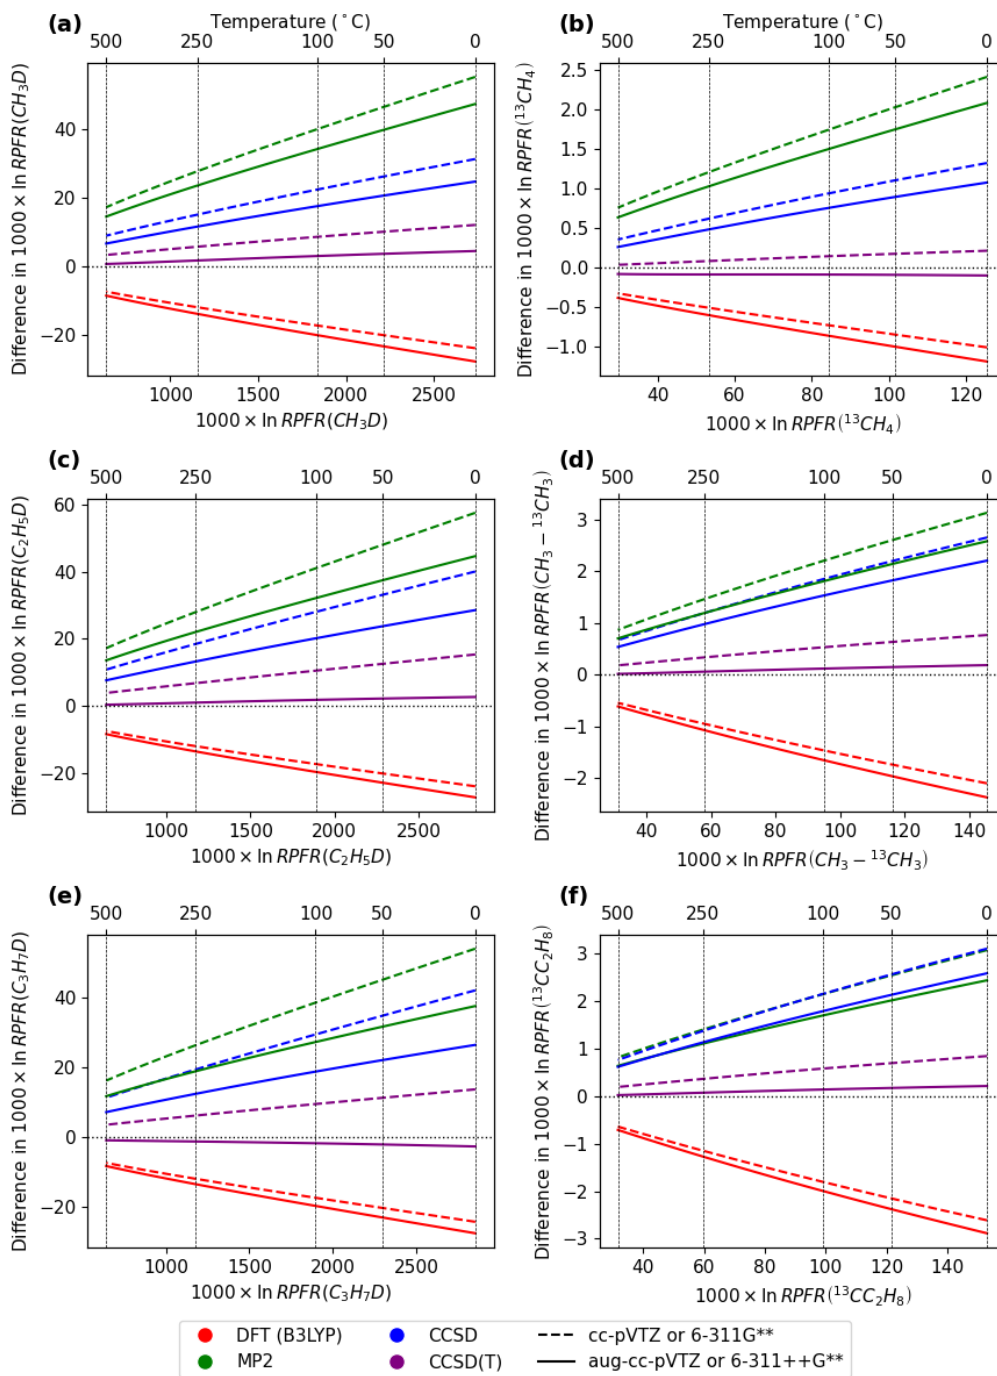 (a)
Temperature (°C)
500 250 100 50 0
Difference in 1000 × ln RPFR(CH3D)
40
20
0
−20
1000 1500 2000 2500
1000 × ln RPFR(CH3D)
(b)
Temperature (°C)
500 250 100 50 0
Difference in 1000 × ln RPFR(¹³CH4)
2.5
2.0
1.5
1.0
0.5
0.0
−0.5
−1.0
40 60 80 100 120
1000 × ln RPFR(¹³CH4)
(c)
500 250 100 50 0
Difference in 1000 × ln RPFR(C2H5D)
60
40
20
0
−20
1000 1500 2000 2500
1000 × ln RPFR(C2H5D)
(d)
500 250 100 50 0
Difference in 1000 × ln RPFR(CH3 − ¹³CH3)
3
2
1
0
−1
−2
40 60 80 100 120 140
1000 × ln RPFR(CH3 − ¹³CH3)
(e)
500 250 100 50 0
Difference in 1000 × ln RPFR(C3H7D)
40
20
0
−20
1000 1500 2000 2500
1000 × ln RPFR(C3H7D)
(f)
500 250 100 50 0
Difference in 1000 × ln RPFR(¹³CC2H8)
3
2
1
0
−1
−2
−3
40 60 80 100 120 140
1000 × ln RPFR(¹³CC2H8)
DFT (B3LYP) CCSD cc-pVTZ or 6-311G**
MP2 CCSD(T) aug-cc-pVTZ or 6-311++G**